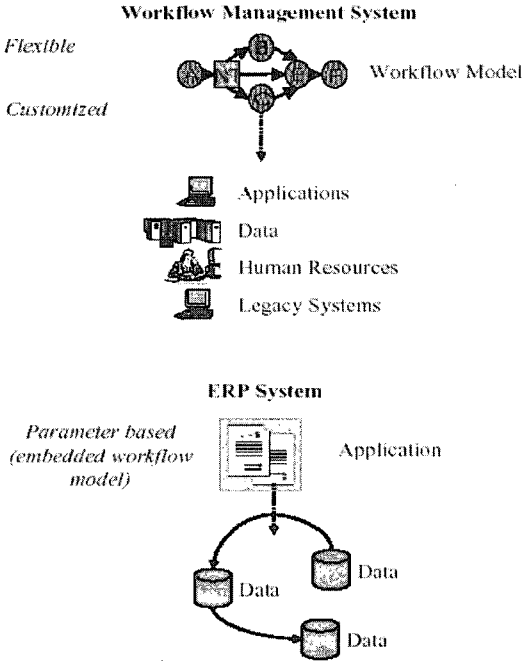 Workflow Management System
Flexible
B
Workflow Model
Customized
Applications
Data
Human Resources
Legacy Systems
ERP System
Parameter based
(embedded workflow
model)
Application
Data
Data
Data